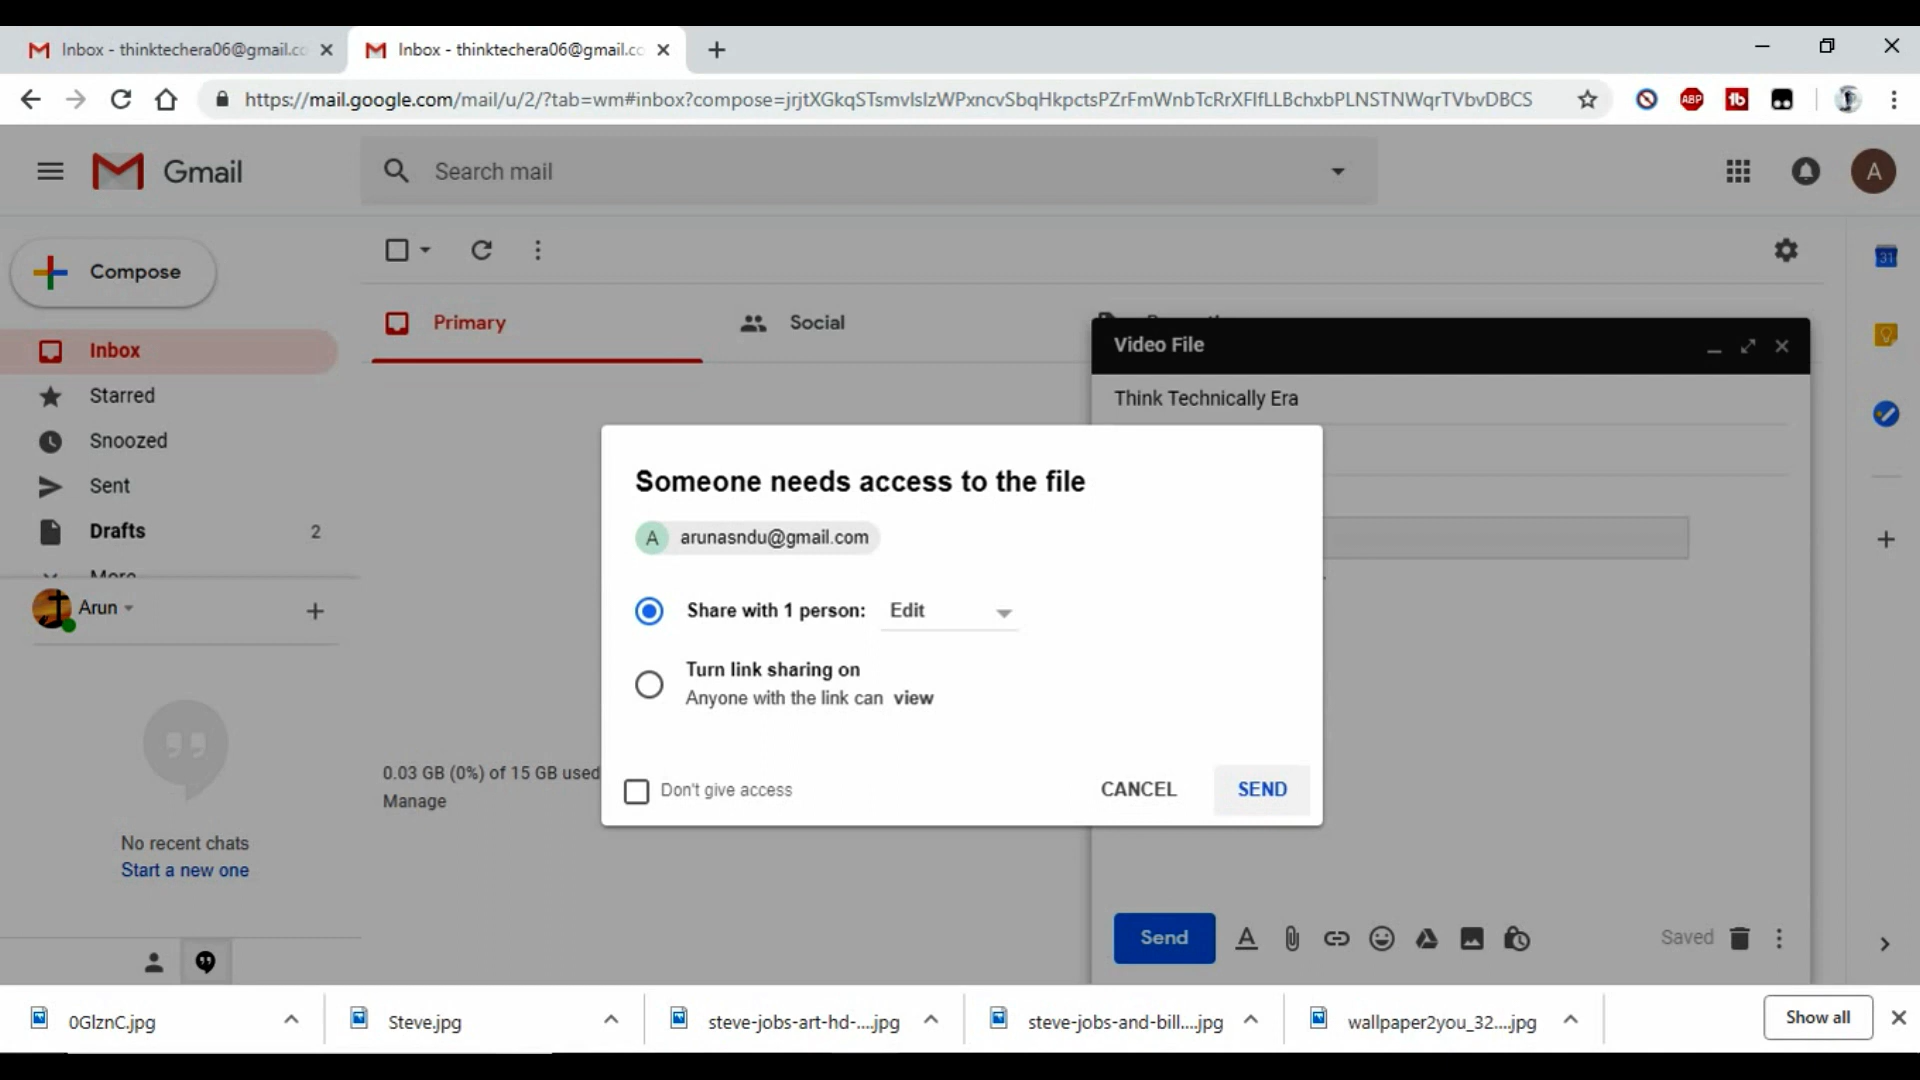 Inbox - thinktechera06@gmail.co
Inbox - thinktechera06@gmail.co
https://mail.google.com/mail/u/2/?tab=wm#inbox?compose=jrjtXGkqSTsmvlslzWPxncvSbqHkpctsPZrFmWnbTcRrXFlfLLBchxbPLNSTNWqrTVbvDBCS
ABP
Gmail
Search mail
A
Compose
31
Primary
Social
Inbox
Video File
Starred
Think Technically Era
Snoozed
Someone needs access to the file
Sent
Drafts 2
A arunasndu@gmail.com
More
Arun
Share with 1 person: Edit
Turn link sharing on
Anyone with the link can view
0.03 GB (0%) of 15 GB used
Manage
Don't give access
CANCEL
SEND
No recent chats
Start a new one
Send
Saved
0GlznC.jpg
Steve.jpg
steve-jobs-art-hd-....jpg
steve-jobs-and-bill....jpg
wallpaper2you_32....jpg
Show all